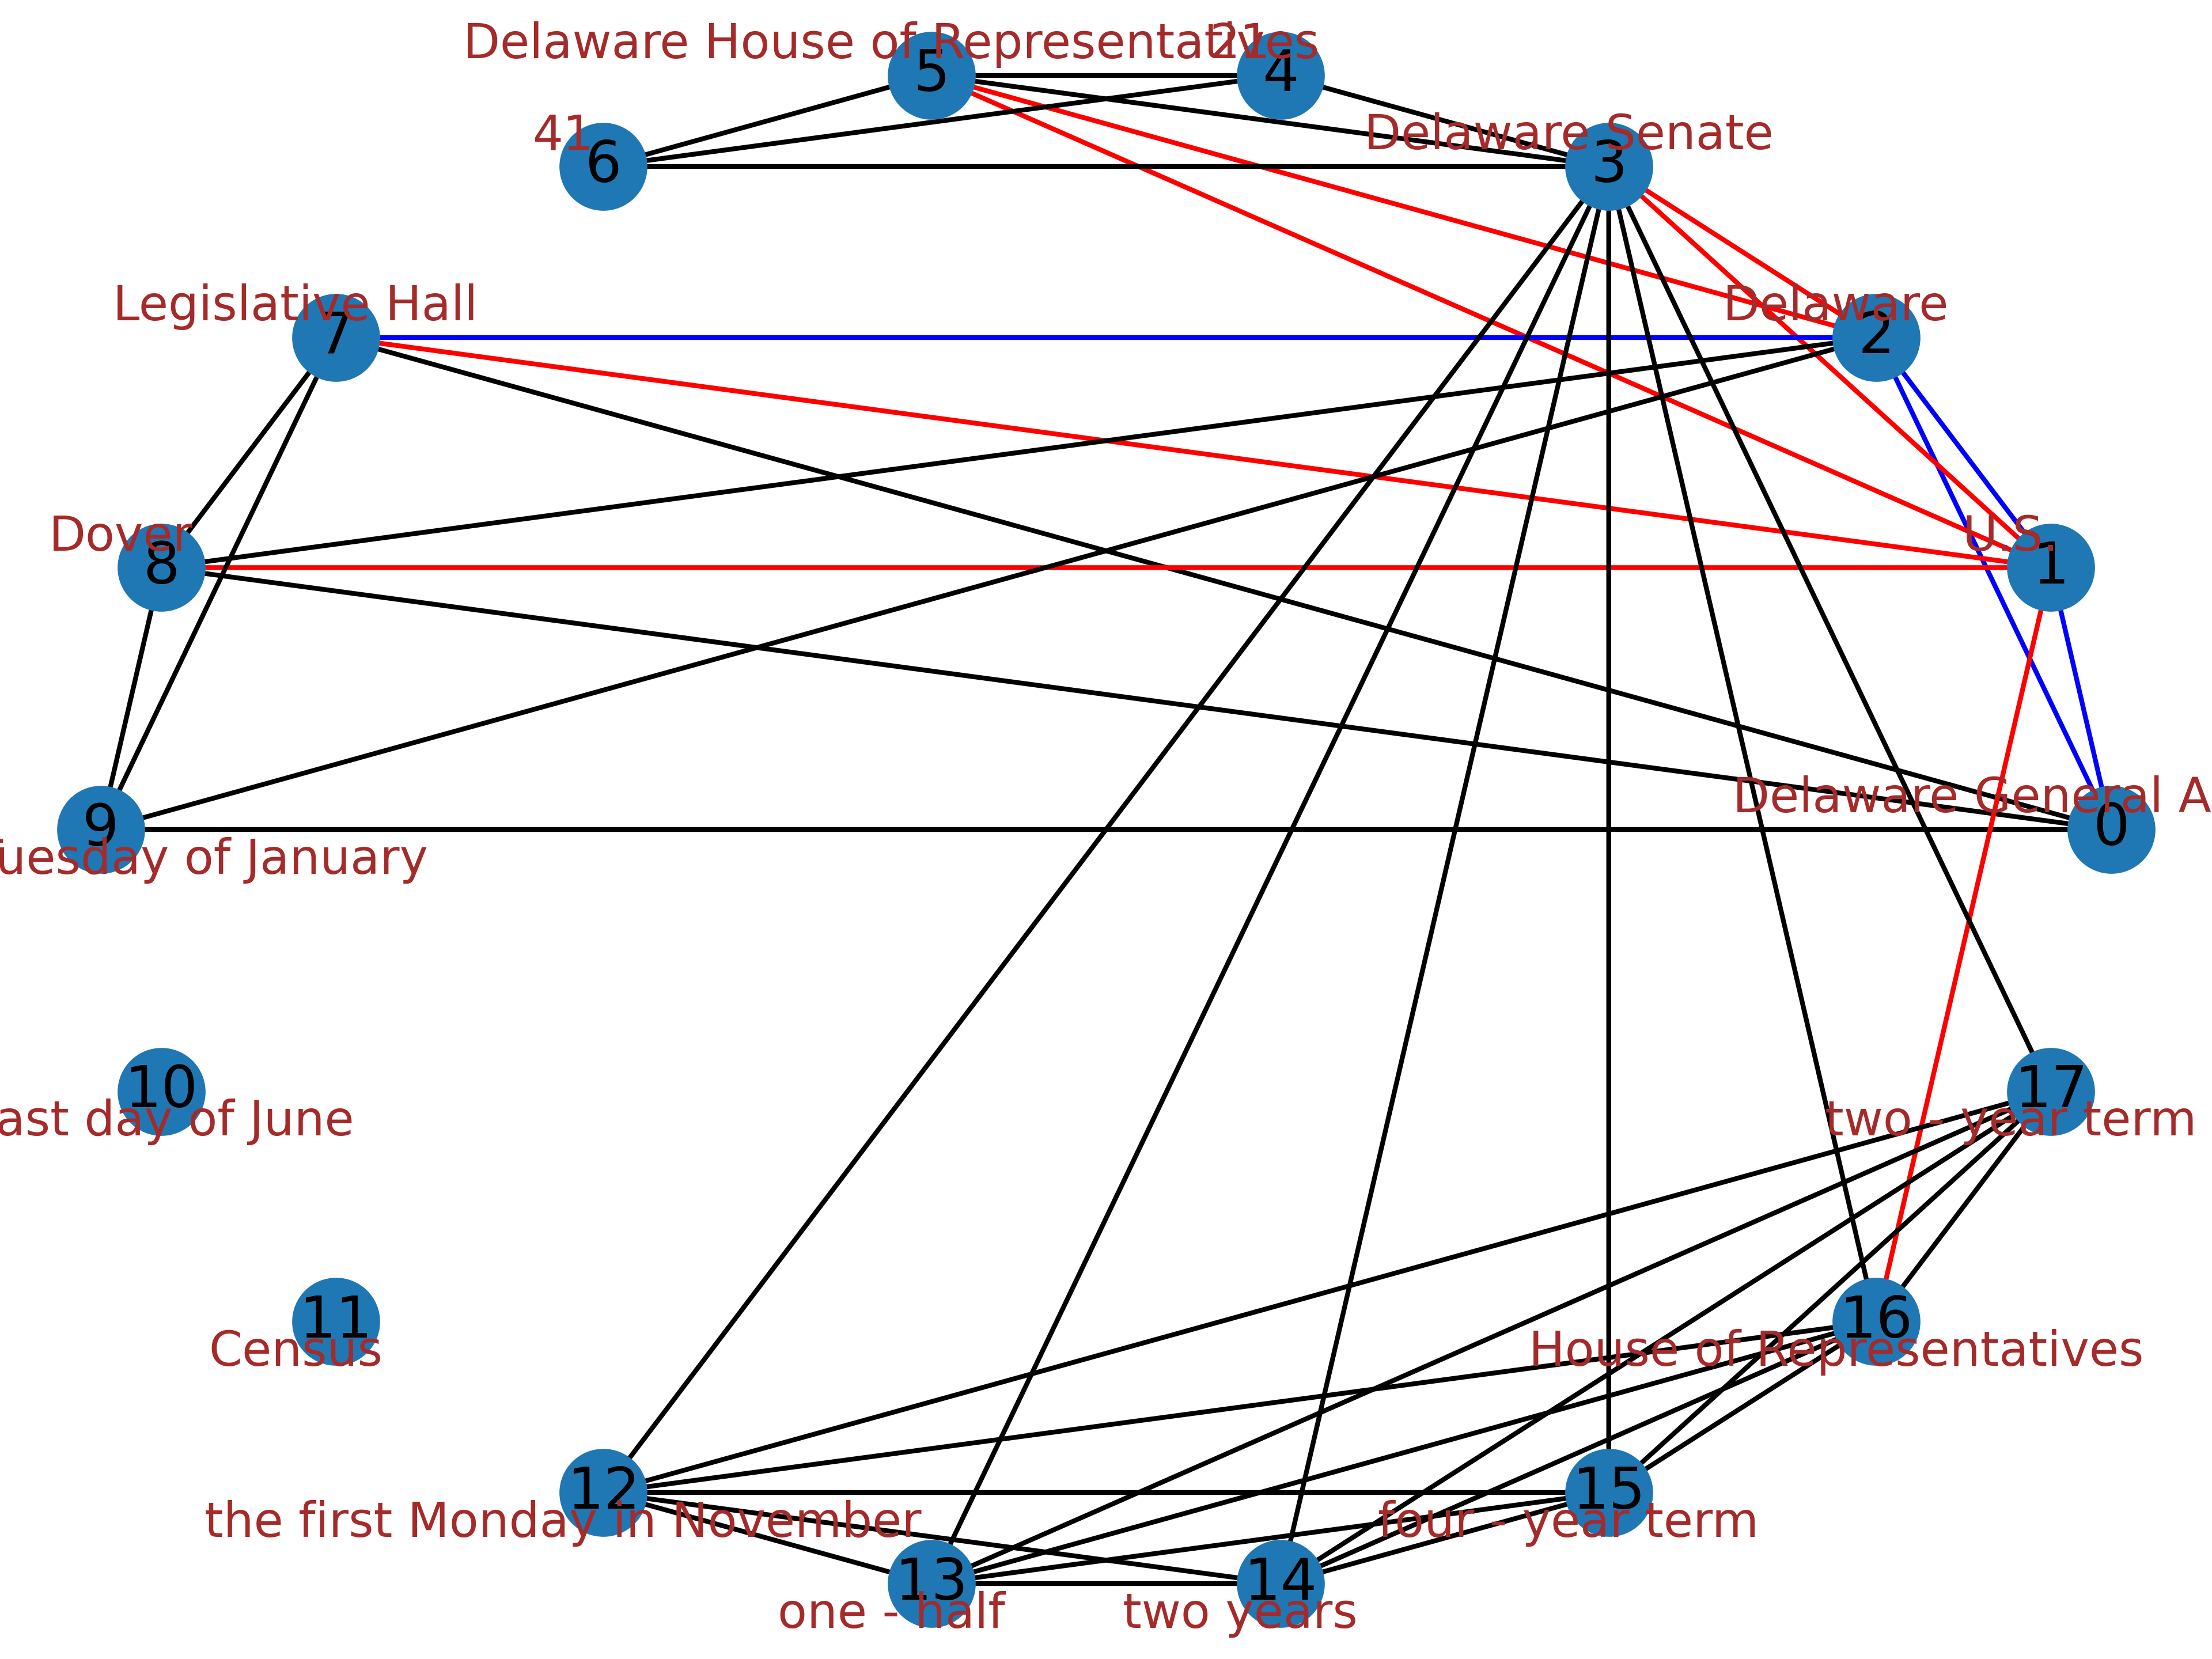 Delaware House of Representatives
21
5
4
41
6
Delaware Senate
3
Legislative Hall
7
Delaware
2
Dover
8
U.S.
1
Delaware General A
0
9
uesday of January
10
ast day of June
17
two - year term
11
Census
16
House of Representatives
12
the first Monday in November
15
four - year term
13
one - half
14
two years